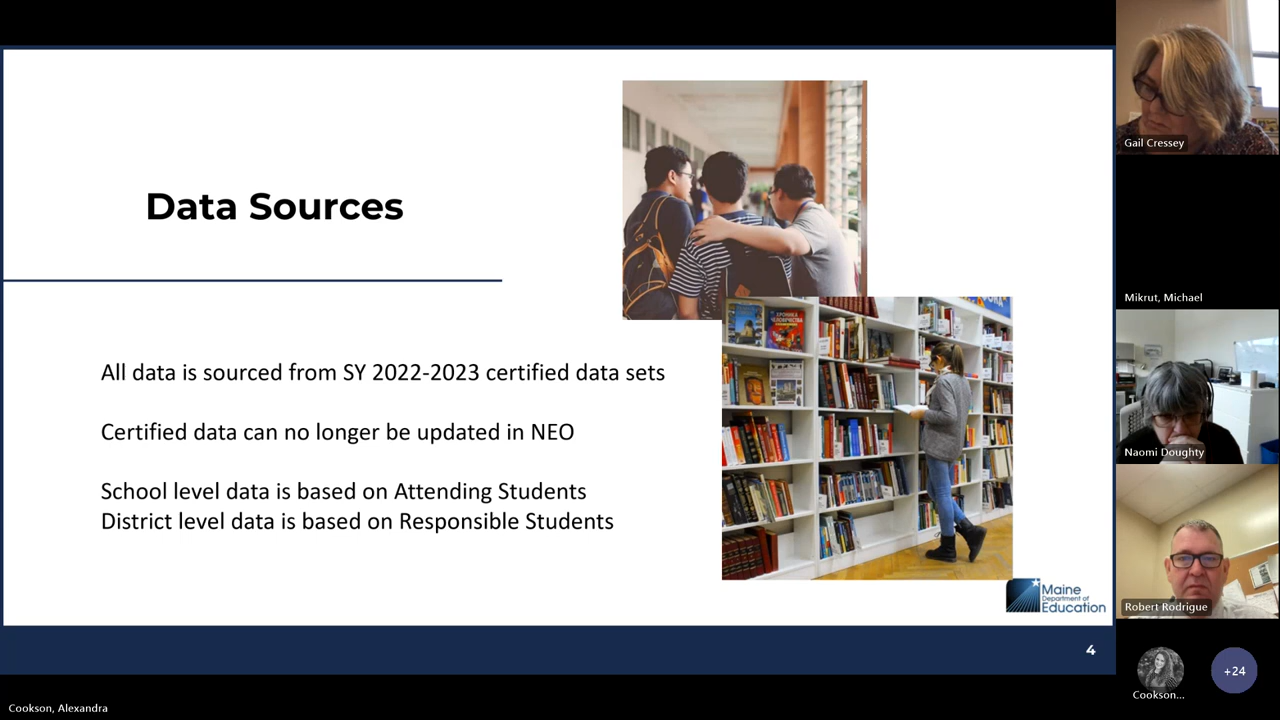 Data Sources
All data is sourced from SY 2022-2023 certified data sets
Certified data can no longer be updated in NEO
School level data is based on Attending Students
District level data is based on Responsible Students
ХРОНИКА
ЧЕЛОВЕЧЕСТВА
Maine
Department of
Education
4
Gail Cressey
Mikrut, Michael
Naomi Doughty
Robert Rodrigue
Cookson...
+24
Cookson, Alexandra